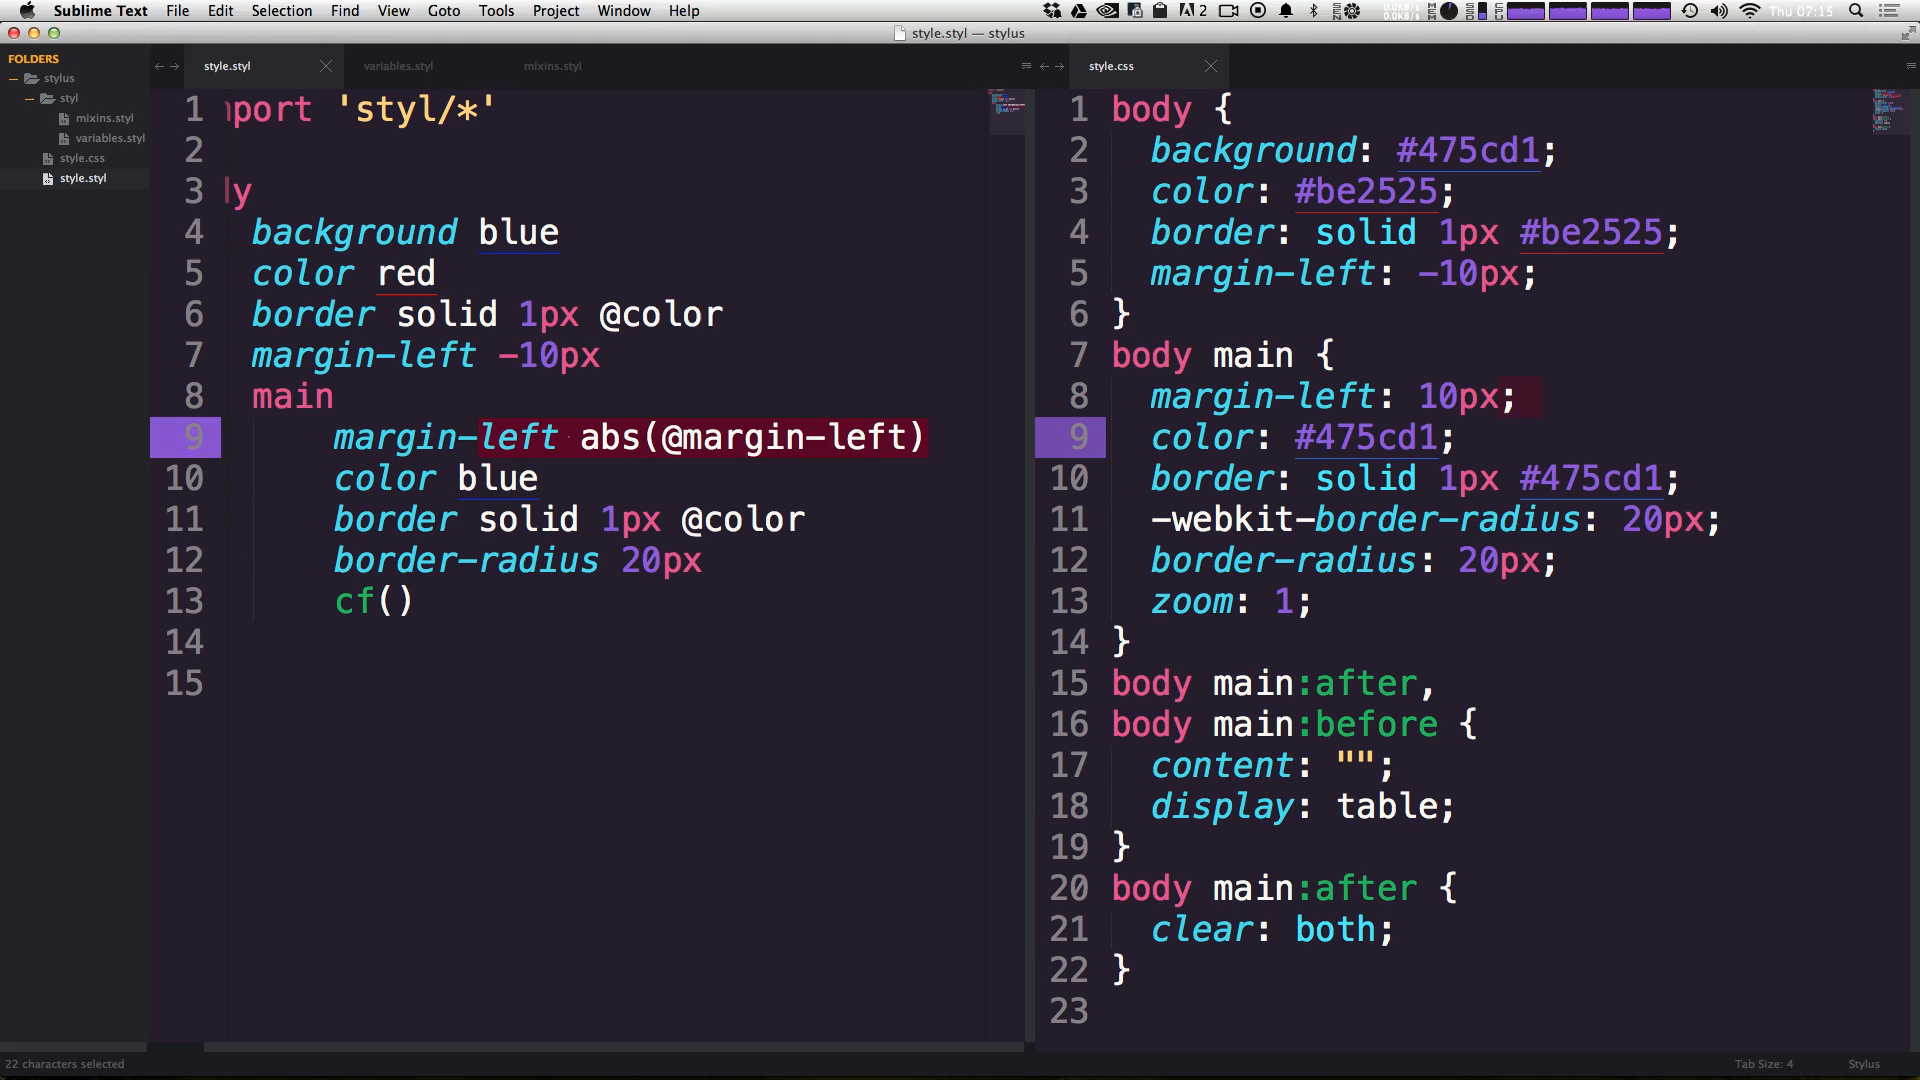 Sublime Text File Edit Selection Find View Goto Tools Project Window Help
2 0.0KB/s 0.0KB/s Thu 07:15
style.styl — stylus
FOLDERS
stylus
styl
mixins.styl
variables.styl
style.css
style.styl
style.styl variables.styl mixins.styl
1 port 'styl/*'
2
3 y
4 background blue
5 color red
6 border solid 1px @color
7 margin-left -10px
8 main
9 margin-left abs(@margin-left)
10 color blue
11 border solid 1px @color
12 border-radius 20px
13 cf()
14
15
style.css
1 body {
2 background: #475cd1;
3 color: #be2525;
4 border: solid 1px #be2525;
5 margin-left: -10px;
6 }
7 body main {
8 margin-left: 10px;
9 color: #475cd1;
10 border: solid 1px #475cd1;
11 -webkit-border-radius: 20px;
12 border-radius: 20px;
13 zoom: 1;
14 }
15 body main:after,
16 body main:before {
17 content: "";
18 display: table;
19 }
20 body main:after {
21 clear: both;
22 }
23
22 characters selected
Tab Size: 4 Stylus